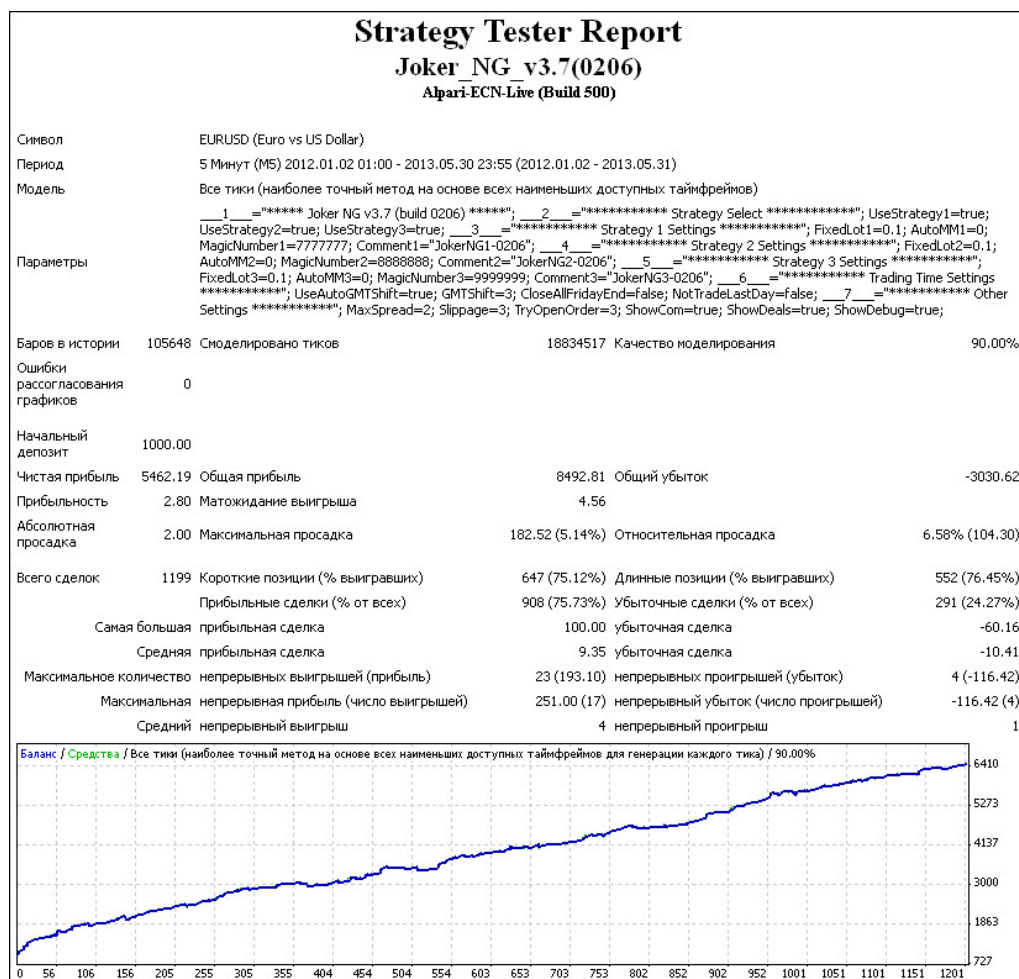 Strategy Tester Report
Joker_NG_v3.7(0206)
Alpari-ECN-Live (Build 500)
Символ EURUSD (Euro vs US Dollar)
Период 5 Минут (M5) 2012.01.02 01:00 - 2013.05.30 23:55 (2012.01.02 - 2013.05.31)
Модель Все тики (наиболее точный метод на основе всех наименьших доступных таймфреймов)
Параметры ___1___="***** Joker NG v3.7 (build 0206) *****"; ___2___="*********** Strategy Select ************"; UseStrategy1=true;
UseStrategy2=true; UseStrategy3=true; ___3___="*********** Strategy 1 Settings ***********"; FixedLot1=0.1; AutoMM1=0;
MagicNumber1=7777777; Comment1="JokerNG1-0206"; ___4___="*********** Strategy 2 Settings ***********"; FixedLot2=0.1;
AutoMM2=0; MagicNumber2=8888888; Comment2="JokerNG2-0206"; ___5___="*********** Strategy 3 Settings ***********";
FixedLot3=0.1; AutoMM3=0; MagicNumber3=9999999; Comment3="JokerNG3-0206"; ___6___="*********** Trading Time Settings
***********"; UseAutoGMTShift=true; GMTShift=3; CloseAllFridayEnd=false; NotTradeLastDay=false; ___7___="*********** Other
Settings ***********"; MaxSpread=2; Slippage=3; TryOpenOrder=3; ShowCom=true; ShowDeals=true; ShowDebug=true;
Баров в истории 105648 Смоделировано тиков 18834517 Качество моделирования 90.00%
Ошибки
рассогласования 0
графиков
Начальный
депозит 1000.00
Чистая прибыль 5462.19 Общая прибыль 8492.81 Общий убыток -3030.62
Прибыльность 2.80 Матожидание выигрыша 4.56
Абсолютная
просадка 2.00 Максимальная просадка 182.52 (5.14%) Относительная просадка 6.58% (104.30)
Всего сделок 1199 Короткие позиции (% выигравших) 647 (75.12%) Длинные позиции (% выигравших) 552 (76.45%)
Прибыльные сделки (% от всех) 908 (75.73%) Убыточные сделки (% от всех) 291 (24.27%)
Самая большая прибыльная сделка 100.00 убыточная сделка -60.16
Средняя прибыльная сделка 9.35 убыточная сделка -10.41
Максимальное количество непрерывных выигрышей (прибыль) 23 (193.10) непрерывных проигрышей (убыток) 4 (-116.42)
Максимальная непрерывная прибыль (число выигрышей) 251.00 (17) непрерывный убыток (число проигрышей) -116.42 (4)
Средний непрерывный выигрыш 4 непрерывный проигрыш 1
Баланс / Средства / Все тики (наиболее точный метод на основе всех наименьших доступных таймфреймов для генерации каждого тика) / 90.00%
6410
5273
4137
3000
1863
727
0 56 106 156 205 255 305 355 404 454 504 554 603 653 703 753 802 852 902 952 1001 1051 1101 1151 1201